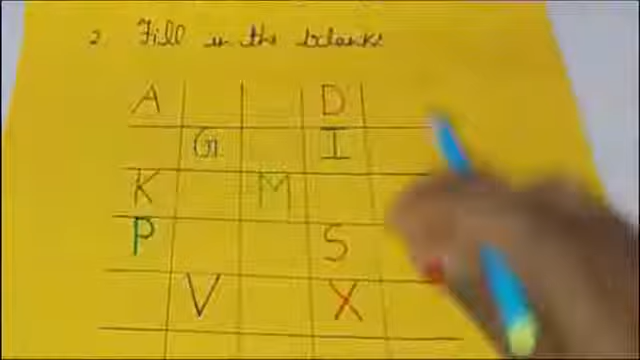 2. Fill in the blanks
A D
G I
K M
P S
V X